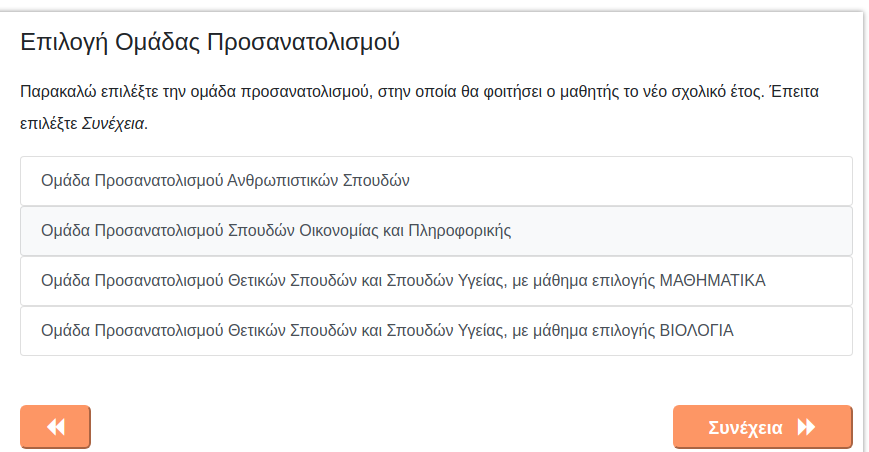 Επιλογή Ομάδας Προσανατολισμού
Παρακαλώ επιλέξτε την ομάδα προσανατολισμού, στην οποία θα φοιτήσει ο μαθητής το νέο σχολικό έτος. Έπειτα
επιλέξτε Συνέχεια.
Ομάδα Προσανατολισμού Ανθρωπιστικών Σπουδών
Ομάδα Προσανατολισμού Σπουδών Οικονομίας και Πληροφορικής
Ομάδα Προσανατολισμού Θετικών Σπουδών και Σπουδών Υγείας, με μάθημα επιλογής ΜΑΘΗΜΑΤΙΚΑ
Ομάδα Προσανατολισμού Θετικών Σπουδών και Σπουδών Υγείας, με μάθημα επιλογής ΒΙΟΛΟΓΙΑ
Συνέχεια